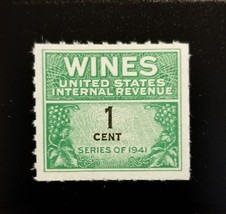 WINES
UNITED STATES
INTERNAL REVENUE
1
CENT
SERIES OF 1941